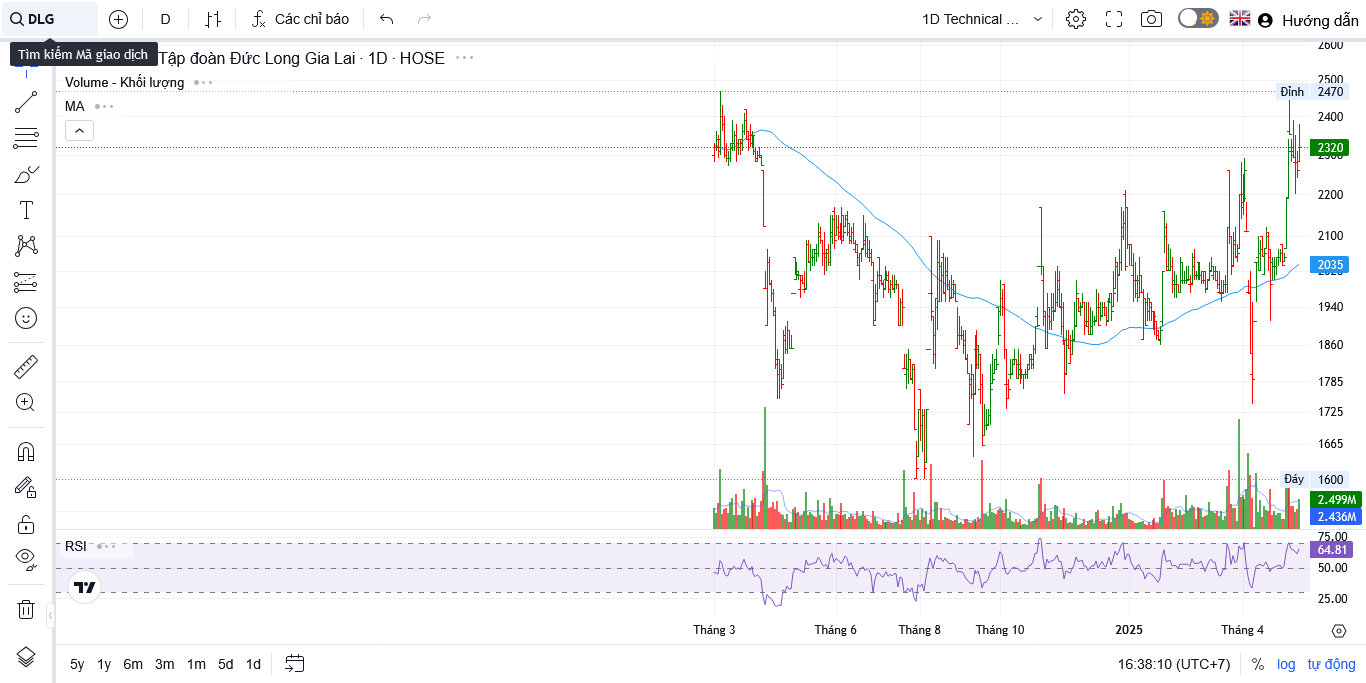 DLG
D
Các chỉ báo
1D Technical ...
Hướng dẫn
Tìm kiếm Mã giao dịch
Tập đoàn Đức Long Gia Lai · 1D · HOSE
Volume - Khối lượng
MA
2600
2500
Đỉnh 2470
2400
2320
2300
2200
2100
2035
1940
1860
1785
1725
1665
Đáy 1600
2.499M
2.436M
RSI
75.00
64.81
50.00
25.00
Tháng 3 Tháng 6 Tháng 8 Tháng 10 2025 Tháng 4
5y 1y 6m 3m 1m 5d 1d
16:38:10 (UTC+7) % log tự động